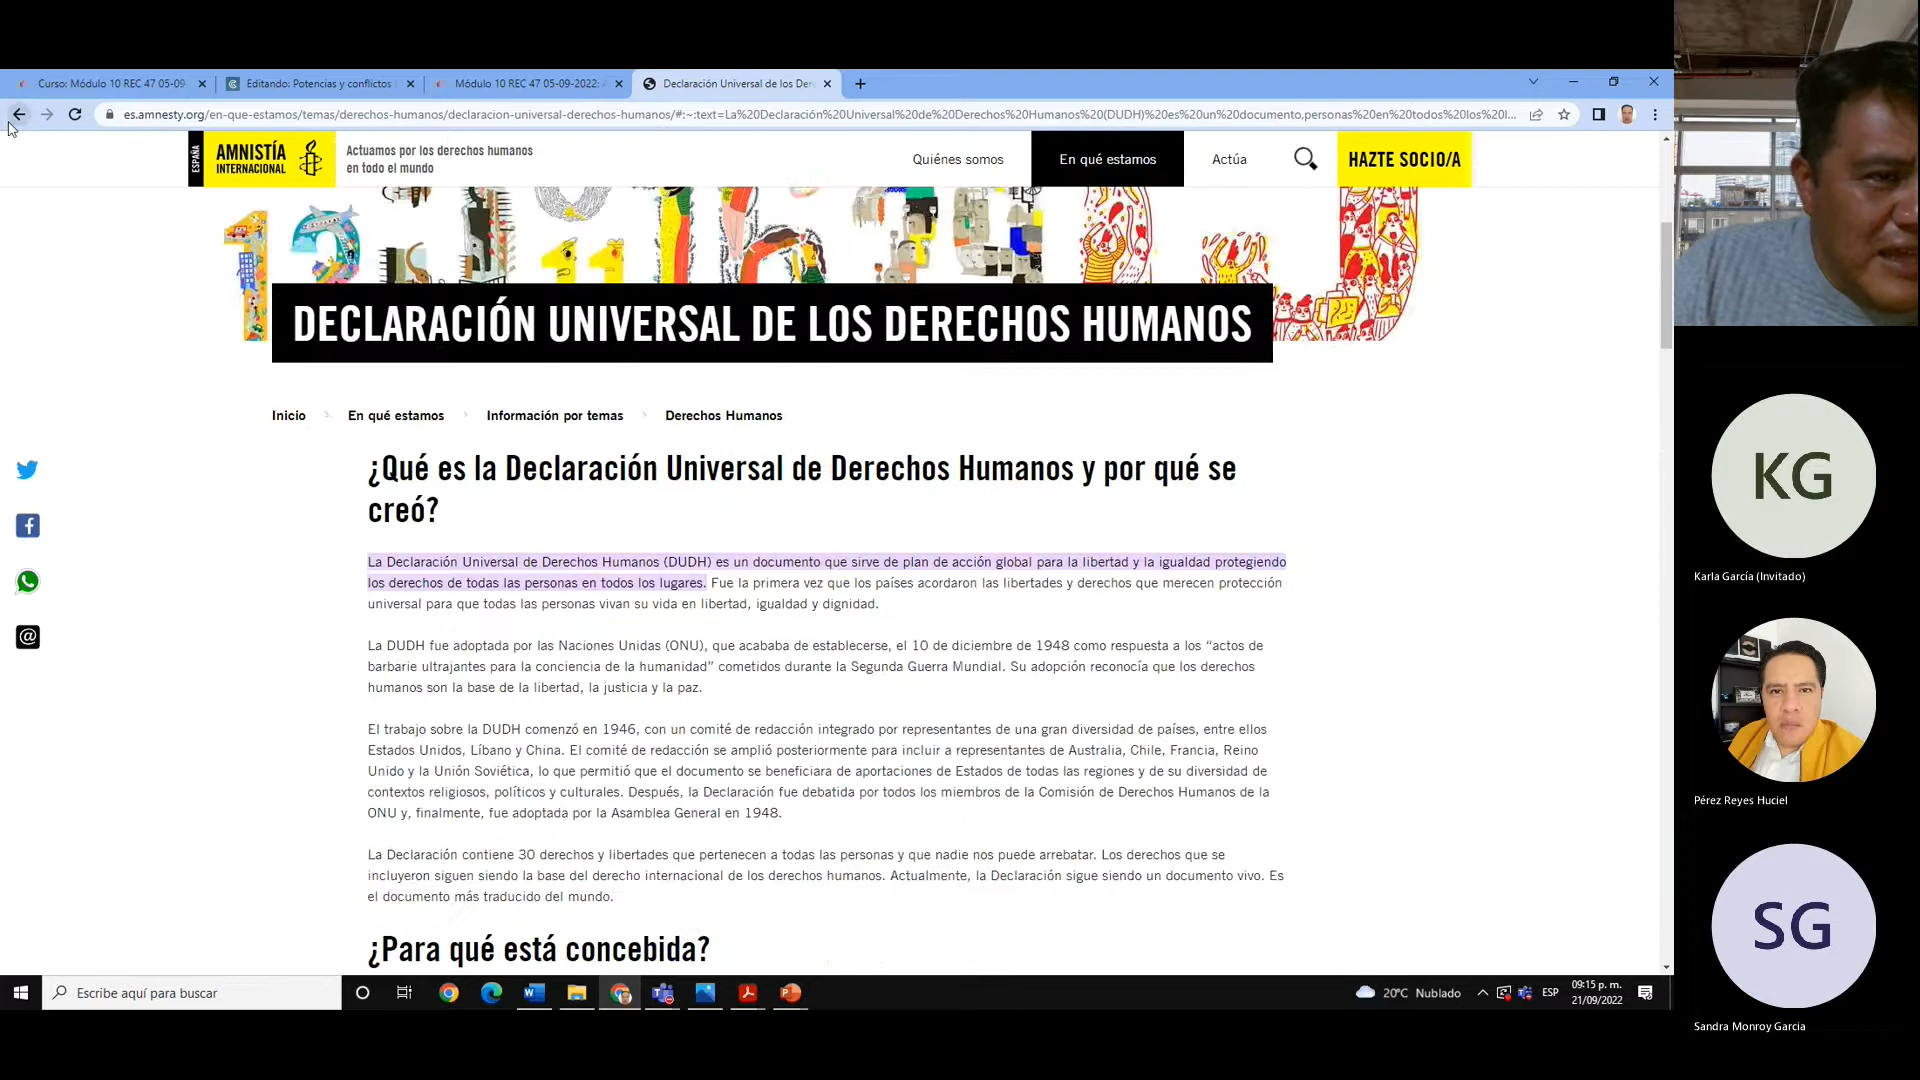 Curso: Módulo 10 REC 47 05-09
Editando: Potencias y conflictos
Módulo 10 REC 47 05-09-2022:
Declaración Universal de los Der
es.amnesty.org/en-que-estamos/temas/derechos-humanos/declaracion-universal-derechos-humanos/#:~:text=La%20Declaración%20Universal%20de%20Derechos%20Humanos%20(DUDH)%20es%20un%20documento,personas%20en%20todos%20los%20l...
ESPAÑA
AMNISTÍA
INTERNACIONAL
Actuamos por los derechos humanos
en todo el mundo
Quiénes somos
En qué estamos
Actúa
HAZTE SOCIO/A
DECLARACIÓN UNIVERSAL DE LOS DERECHOS HUMANOS
Inicio > En qué estamos > Información por temas > Derechos Humanos
¿Qué es la Declaración Universal de Derechos Humanos y por qué se
creó?
La Declaración Universal de Derechos Humanos (DUDH) es un documento que sirve de plan de acción global para la libertad y la igualdad protegiendo
los derechos de todas las personas en todos los lugares. Fue la primera vez que los países acordaron las libertades y derechos que merecen protección
universal para que todas las personas vivan su vida en libertad, igualdad y dignidad.
La DUDH fue adoptada por las Naciones Unidas (ONU), que acababa de establecerse, el 10 de diciembre de 1948 como respuesta a los “actos de
barbarie ultrajantes para la conciencia de la humanidad” cometidos durante la Segunda Guerra Mundial. Su adopción reconocía que los derechos
humanos son la base de la libertad, la justicia y la paz.
El trabajo sobre la DUDH comenzó en 1946, con un comité de redacción integrado por representantes de una gran diversidad de países, entre ellos
Estados Unidos, Líbano y China. El comité de redacción se amplió posteriormente para incluir a representantes de Australia, Chile, Francia, Reino
Unido y la Unión Soviética, lo que permitió que el documento se beneficiara de aportaciones de Estados de todas las regiones y de su diversidad de
contextos religiosos, políticos y culturales. Después, la Declaración fue debatida por todos los miembros de la Comisión de Derechos Humanos de la
ONU y, finalmente, fue adoptada por la Asamblea General en 1948.
La Declaración contiene 30 derechos y libertades que pertenecen a todas las personas y que nadie nos puede arrebatar. Los derechos que se
incluyeron siguen siendo la base del derecho internacional de los derechos humanos. Actualmente, la Declaración sigue siendo un documento vivo. Es
el documento más traducido del mundo.
¿Para qué está concebida?
Escribe aquí para buscar
20°C Nublado
ESP
09:15 p. m.
21/09/2022
KG
Karla García (Invitado)
Pérez Reyes Huciel
SG
Sandra Monroy Garcia